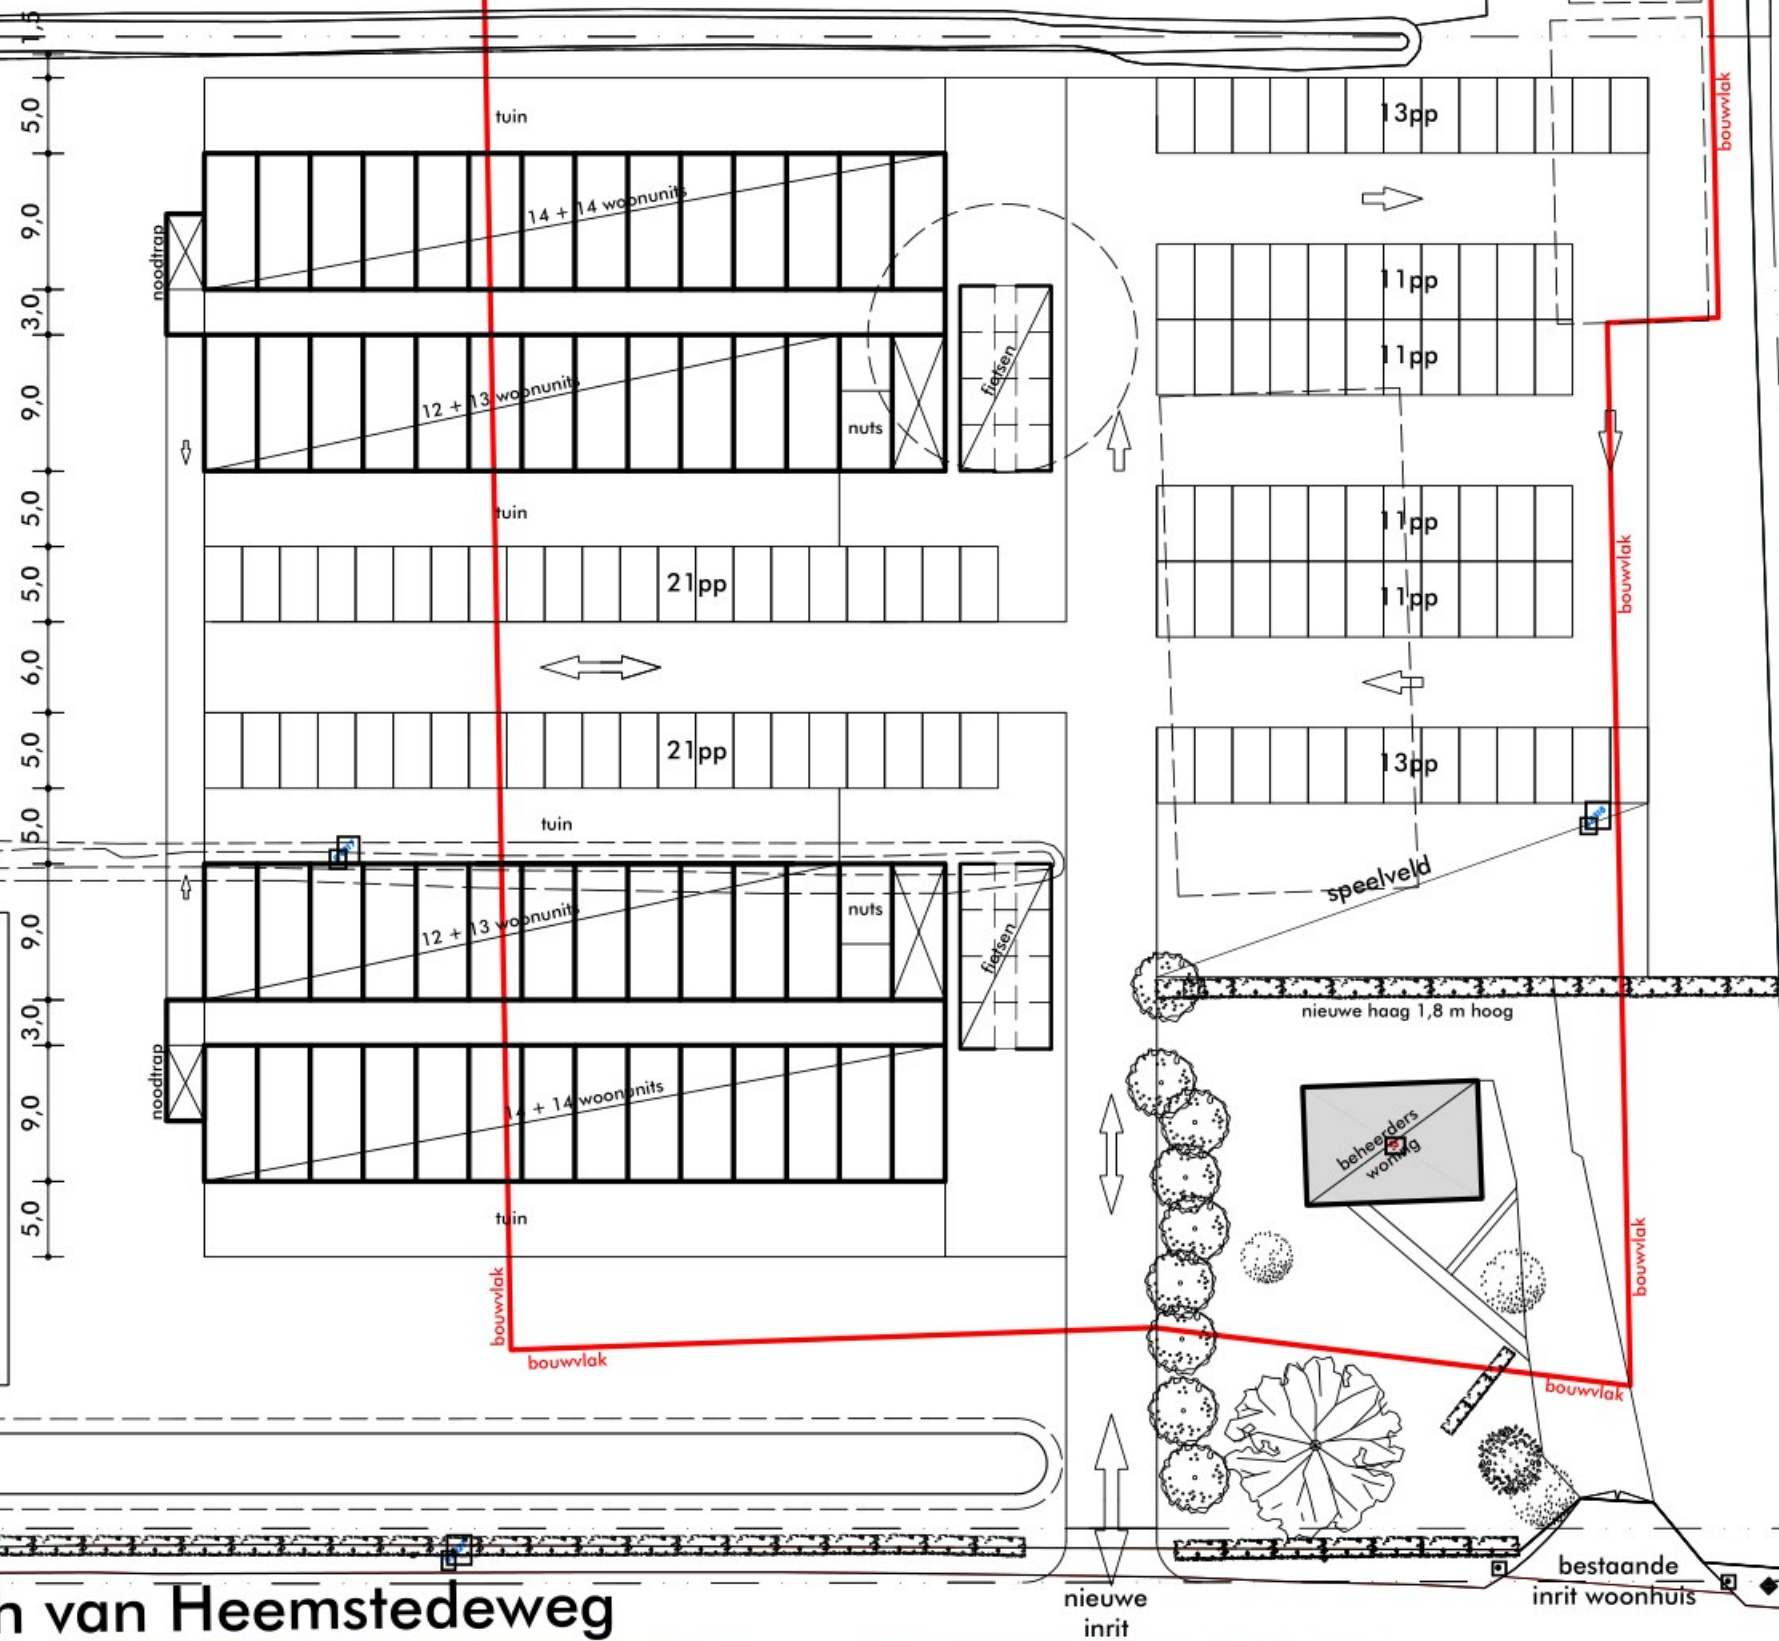 1,5
5,0
9,0
3,0
9,0
5,0
5,0
6,0
5,0
5,0
9,0
3,0
9,0
5,0
tuin
14 + 14 woonunits
noodtrap
12 + 13 woonunits
nuts
fietsen
tuin
21pp
21pp
tuin
12 + 13 woonunits
nuts
fietsen
noodtrap
14 + 14 woonunits
tuin
13pp
11pp
11pp
11pp
11pp
13pp
bouwvlak
bouwvlak
speelveld
nieuwe haag 1,8 m hoog
beheerders
woning
bouwvlak
bouwvlak
bouwvlak
bouwvlak
n van Heemstedeweg
nieuwe
inrit
bestaande
inrit woonhuis